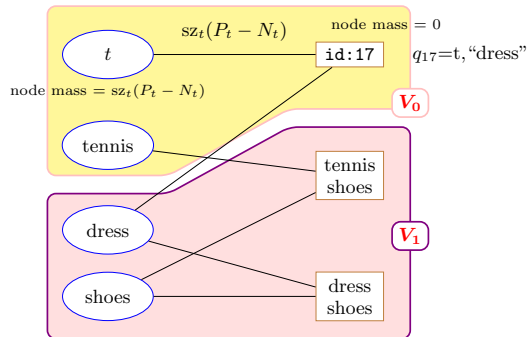 node mass = 0
sz_t(P_t − N_t)
t
id:17
q_17=t,“dress”
node mass = sz_t(P_t − N_t)
V_0
tennis
tennis
shoes
dress
V_1
shoes
dress
shoes